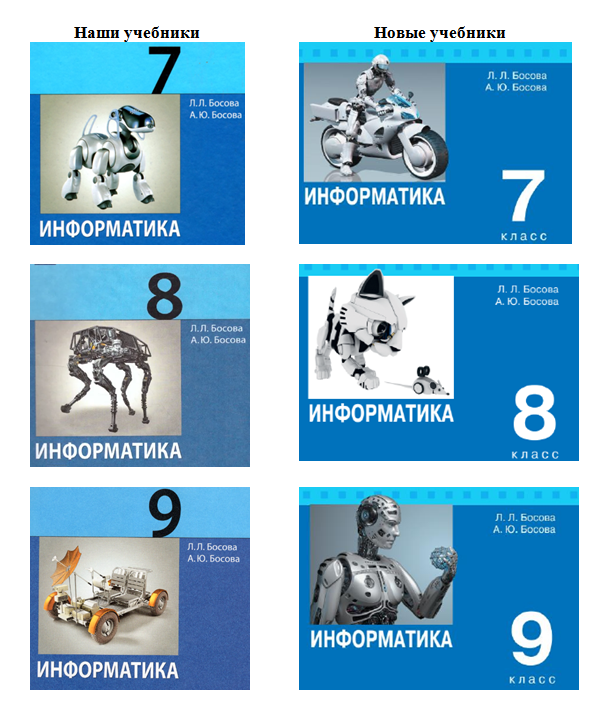 Наши учебники
Новые учебники
7
Л.Л. Босова
А.Ю. Босова
ИНФОРМАТИКА
Л.Л. Босова
А.Ю. Босова
ИНФОРМАТИКА
7
класс
8
Л.Л. Босова
А.Ю. Босова
ИНФОРМАТИКА
Л.Л. Босова
А.Ю. Босова
ИНФОРМАТИКА
8
класс
9
Л.Л. Босова
А.Ю. Босова
ИНФОРМАТИКА
Л.Л. Босова
А.Ю. Босова
ИНФОРМАТИКА
9
класс